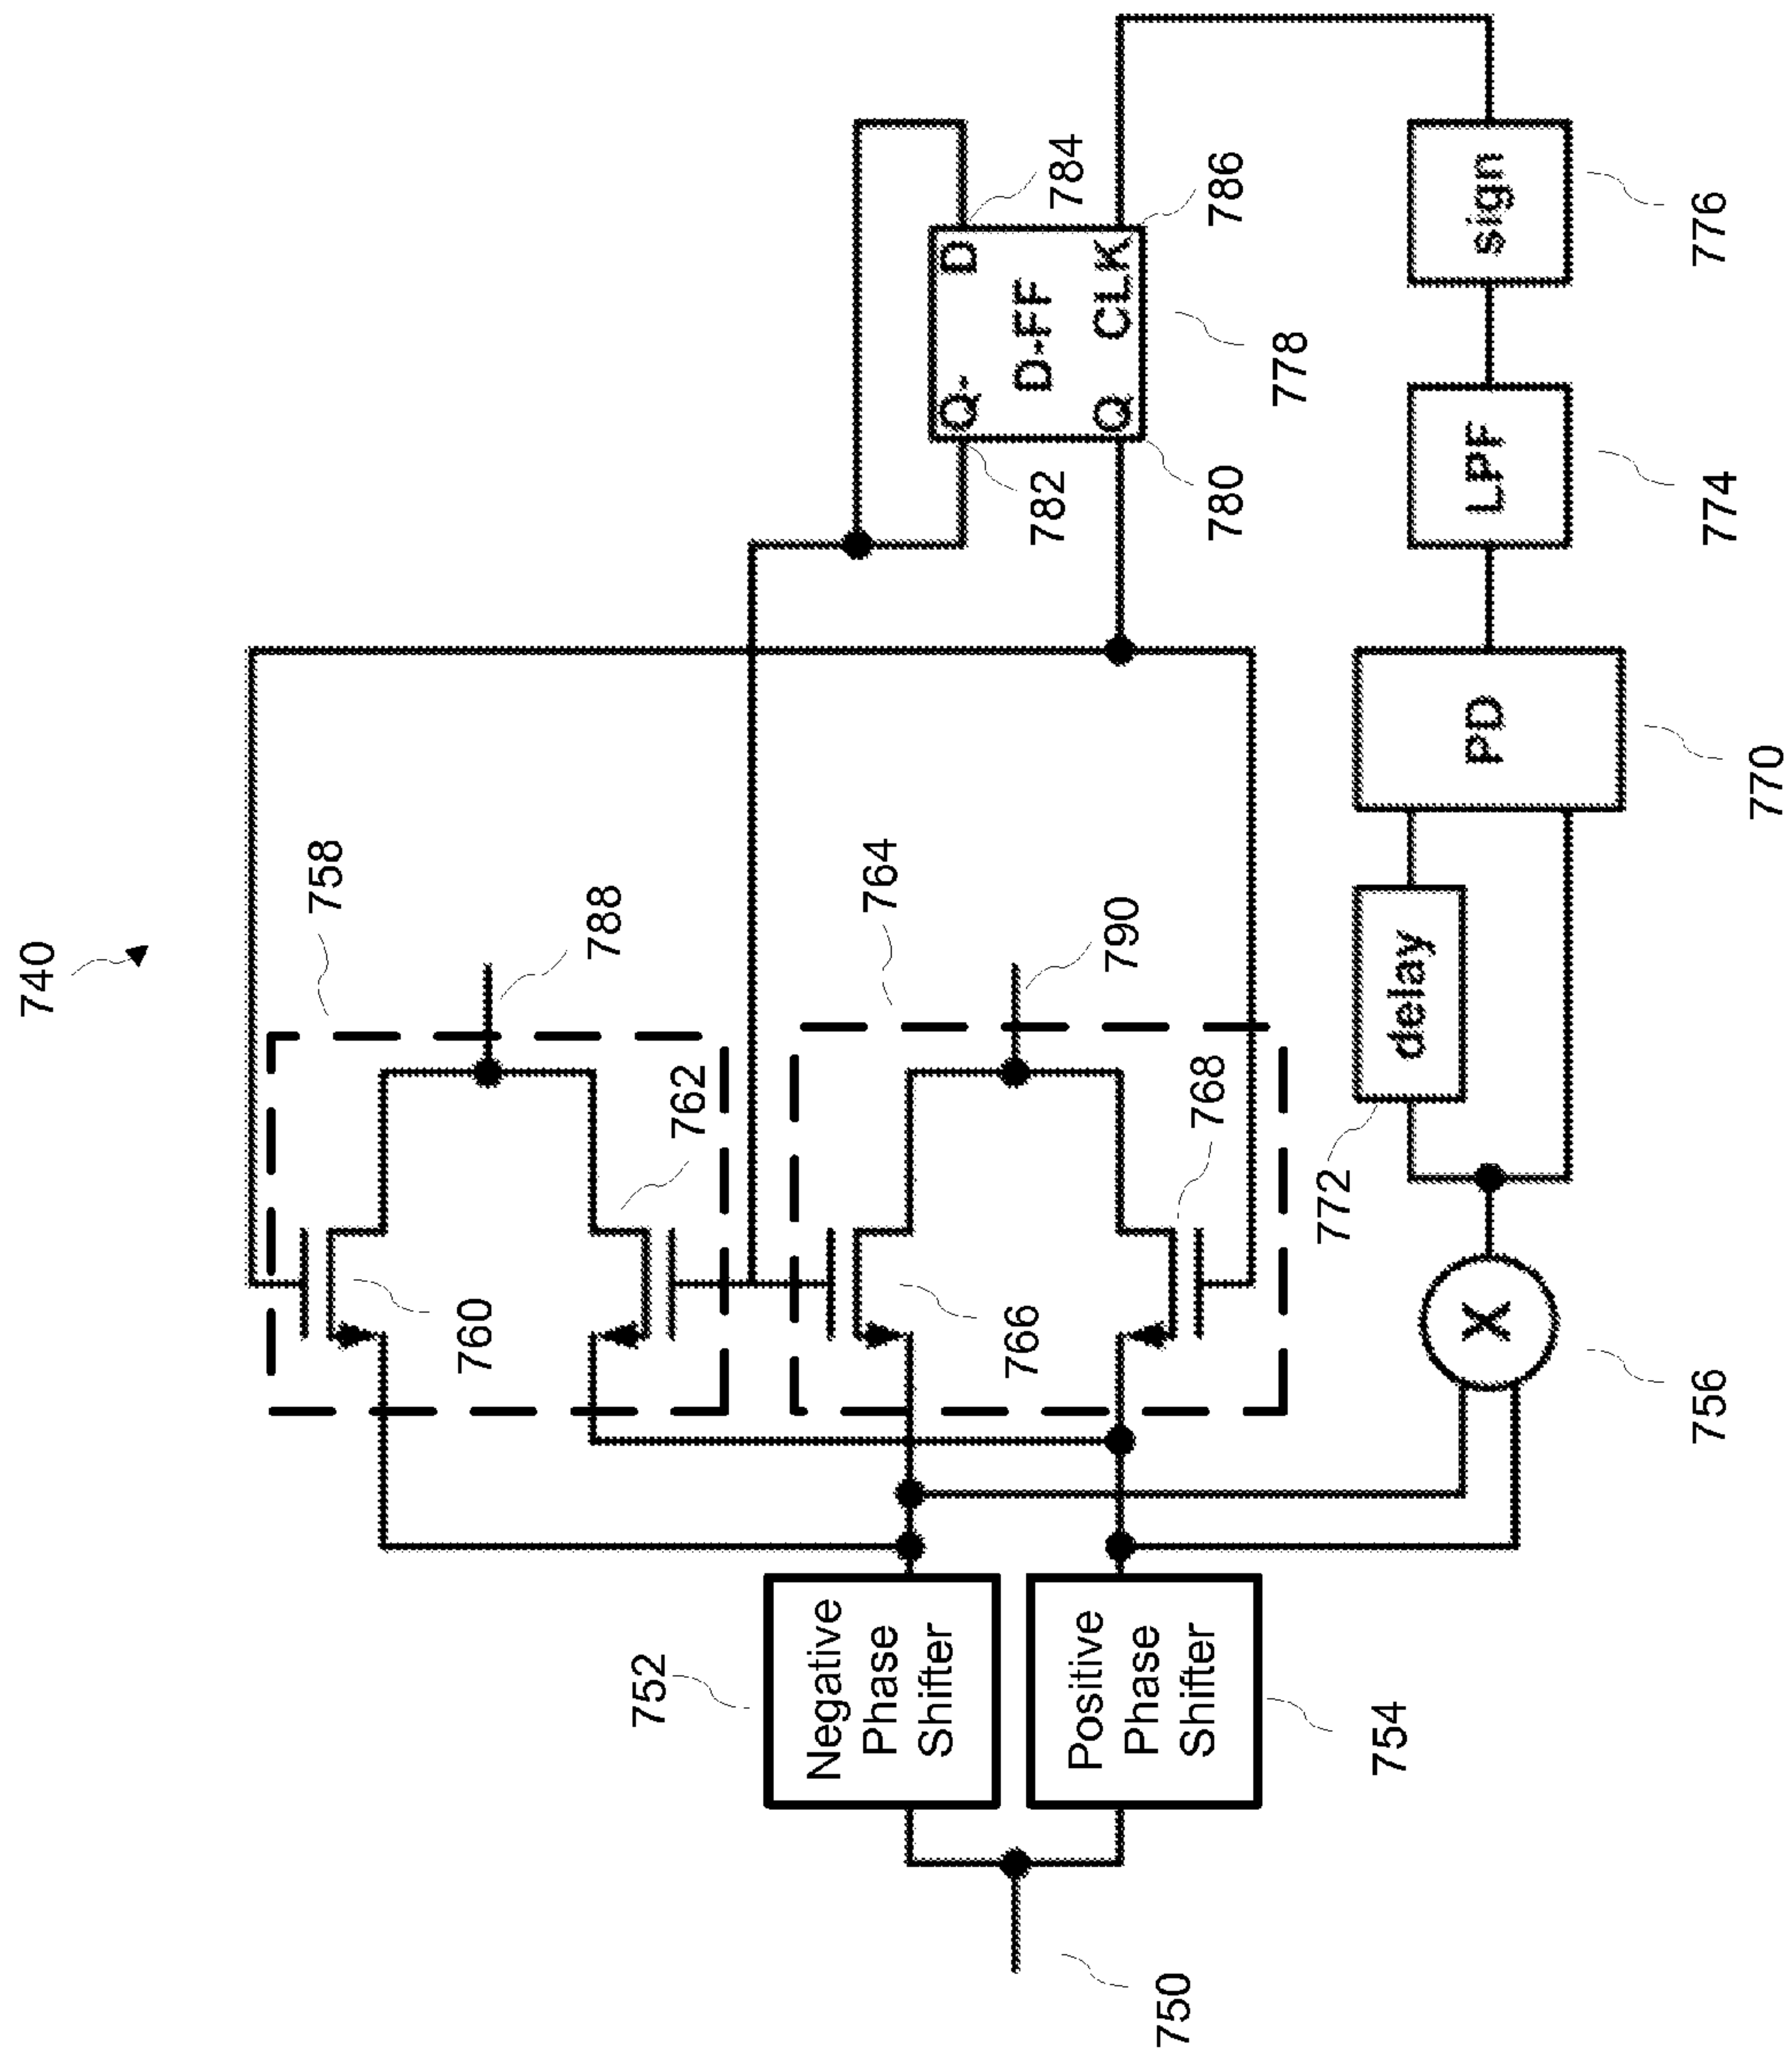 740
758
788
760
762
764
790
766
768
752
Negative
Phase
Shifter
Positive
Phase
Shifter
754
750
Q-
D
D-FF
Q
CLK
782
784
780
786
778
X
756
delay
772
PD
770
LPF
774
sign
776